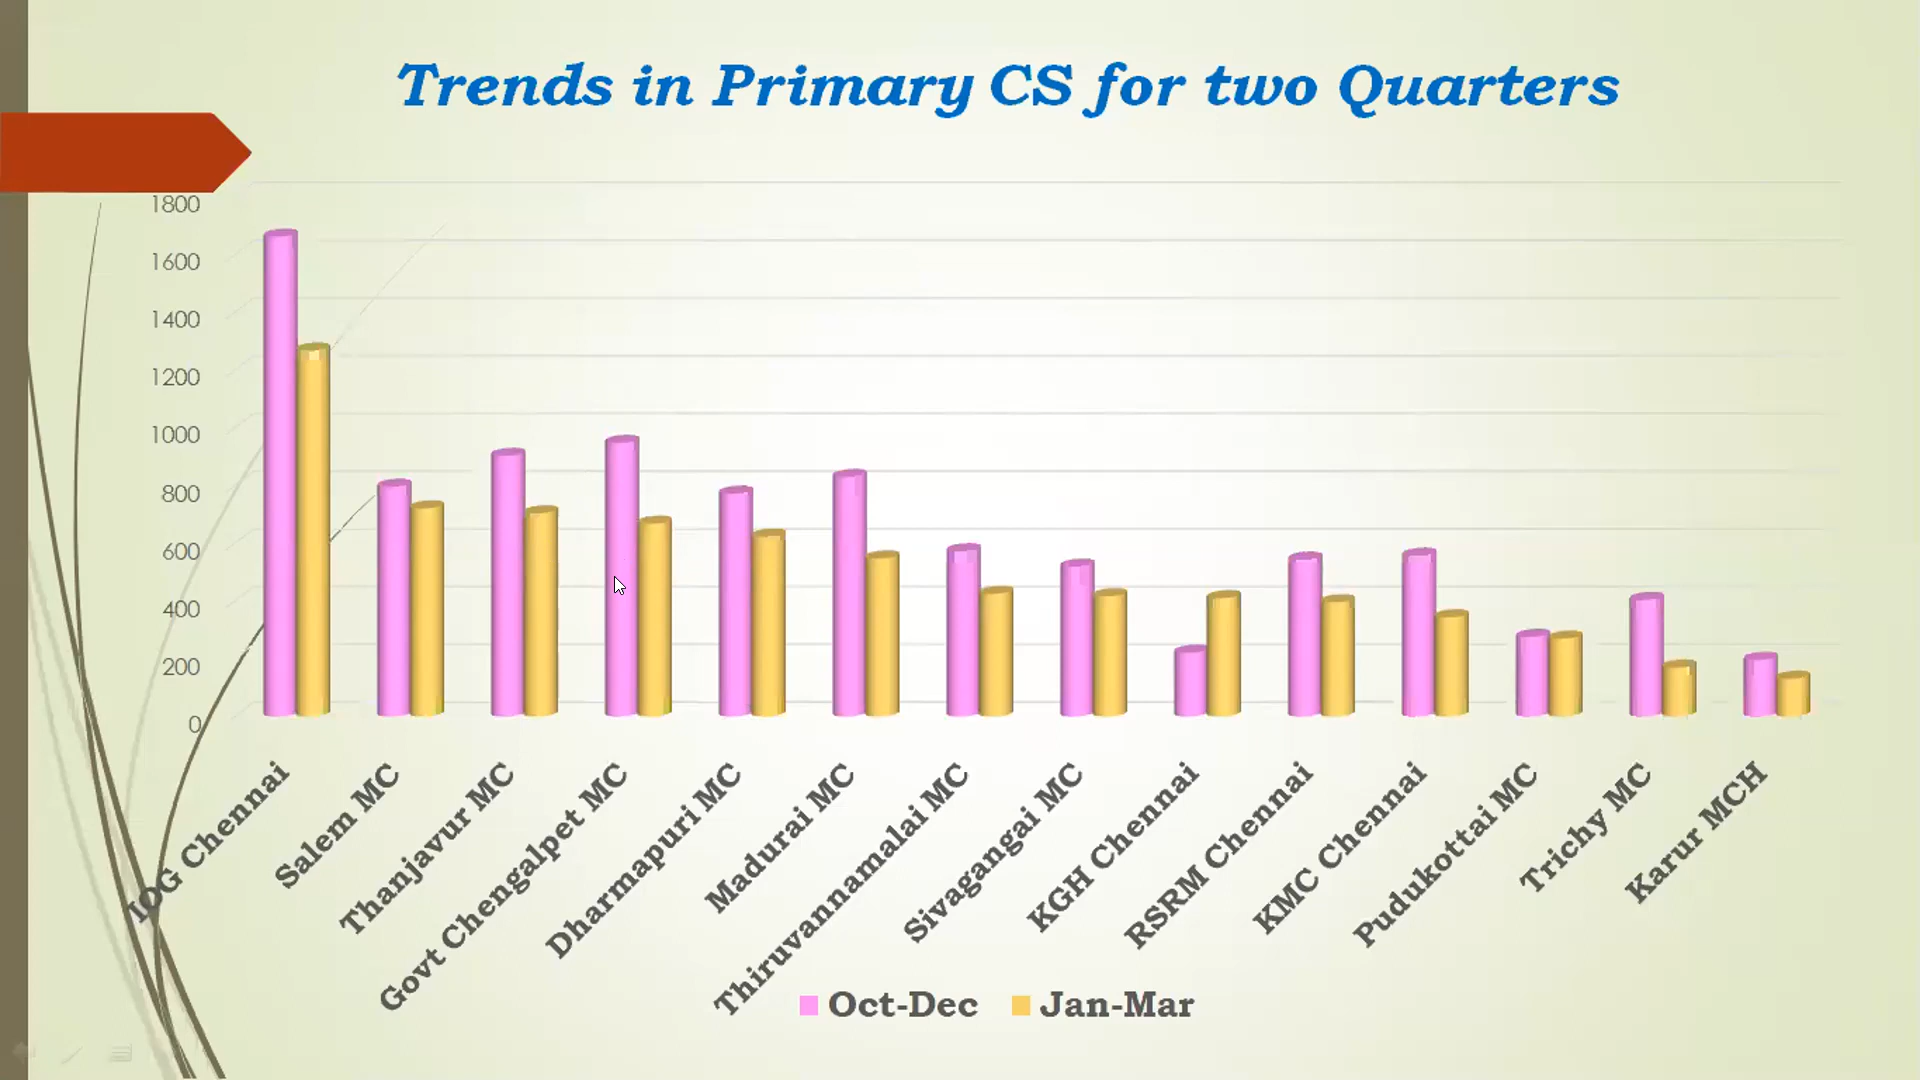 Trends in Primary CS for two Quarters
1800
1600
1400
1200
1000
800
600
400
200
0
IOG Chennai
Salem MC
Thanjavur MC
Govt Chengalpet MC
Dharmapuri MC
Madurai MC
Thiruvannamalai MC
Sivagangai MC
KGH Chennai
RSRM Chennai
KMC Chennai
Pudukottai MC
Trichy MC
Karur MCH
Oct-Dec Jan-Mar